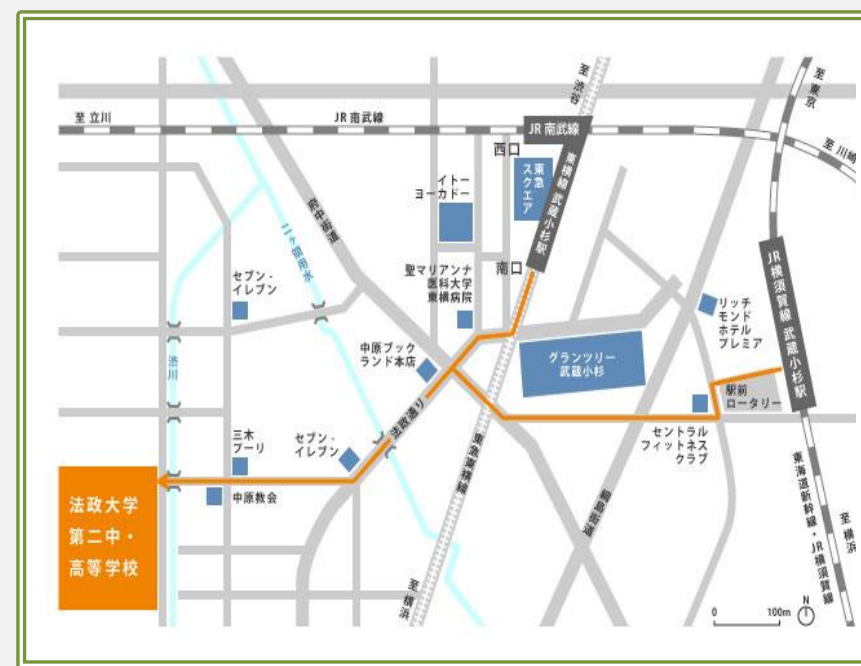 至 渋谷
至 東京
至 立川
JR 南武線
JR 南武線
至 川崎
西口
東急
スクエア
東横線 武蔵小杉駅
イトー
ヨーカドー
府中街道
二ヶ領用水
南口
聖マリアンナ
医科大学
東横病院
セブン-
イレブン
JR 横須賀線 武蔵小杉駅
リッチ
モンド
ホテル
プレミア
中原ブック
ランド本店
グランツリー
武蔵小杉
渋川
駅前
ロータリー
法政通り
セントラル
フィットネス
クラブ
三木
プーリ
セブン-
イレブン
東急東横線
綱島街道
東海道新幹線・JR横須賀線
中原教会
法政大学
第二中・
高等学校
至 横浜
至 横浜
0 100m
N